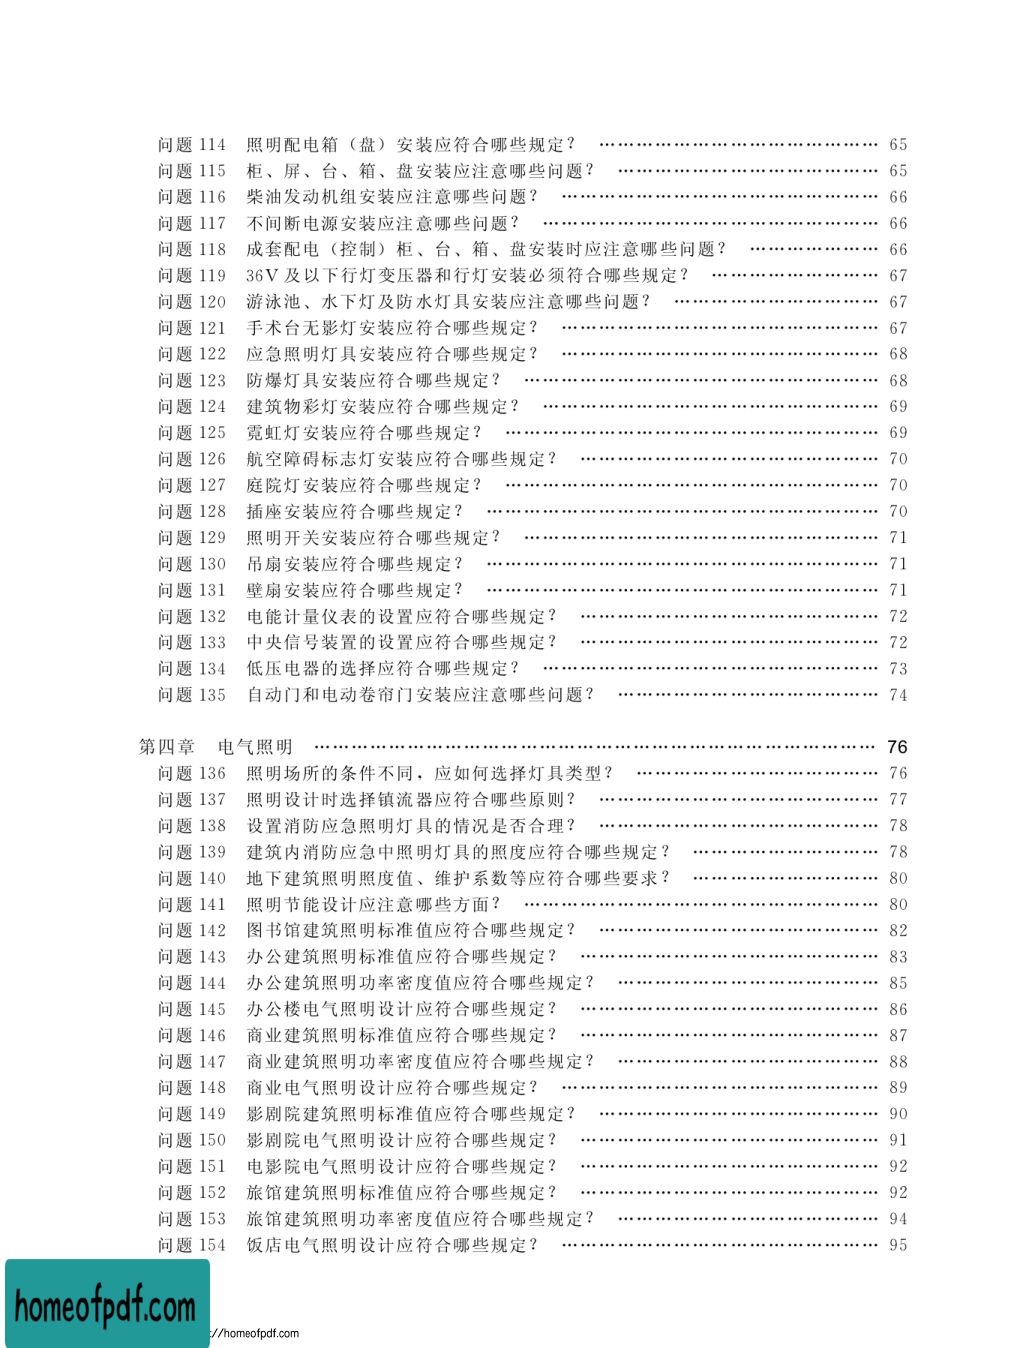 问题 114 照明配电箱（盘）安装应符合哪些规定？ …………………………………… 65
问题 115 柜、屏、台、箱、盘安装应注意哪些问题？ ………………………………… 65
问题 116 柴油发动机组安装应注意哪些问题？ ………………………………………… 66
问题 117 不间断电源安装应注意哪些问题？ …………………………………………… 66
问题 118 成套配电（控制）柜、台、箱、盘安装时应注意哪些问题？ ……………… 66
问题 119 36V 及以下行灯变压器和行灯安装必须符合哪些规定？ …………………… 67
问题 120 游泳池、水下灯及防水灯具安装应注意哪些问题？ ………………………… 67
问题 121 手术台无影灯安装应符合哪些规定？ ………………………………………… 67
问题 122 应急照明灯具安装应符合哪些规定？ ………………………………………… 68
问题 123 防爆灯具安装应符合哪些规定？ ……………………………………………… 68
问题 124 建筑物彩灯安装应符合哪些规定？ …………………………………………… 69
问题 125 霓虹灯安装应符合哪些规定？ ………………………………………………… 69
问题 126 航空障碍标志灯安装应符合哪些规定？ ……………………………………… 70
问题 127 庭院灯安装应符合哪些规定？ ………………………………………………… 70
问题 128 插座安装应符合哪些规定？ …………………………………………………… 70
问题 129 照明开关安装应符合哪些规定？ ……………………………………………… 71
问题 130 吊扇安装应符合哪些规定？ …………………………………………………… 71
问题 131 壁扇安装应符合哪些规定？ …………………………………………………… 71
问题 132 电能计量仪表的设置应符合哪些规定？ ……………………………………… 72
问题 133 中央信号装置的设置应符合哪些规定？ ……………………………………… 72
问题 134 低压电器的选择应符合哪些规定？ …………………………………………… 73
问题 135 自动门和电动卷帘门安装应注意哪些问题？ ………………………………… 74
第四章 电气照明 ………………………………………………………………………… 76
问题 136 照明场所的条件不同，应如何选择灯具类型？ ……………………………… 76
问题 137 照明设计时选择镇流器应符合哪些原则？ …………………………………… 77
问题 138 设置消防应急照明灯具的情况是否合理？ …………………………………… 78
问题 139 建筑内消防应急中照明灯具的照度应符合哪些规定？ ……………………… 78
问题 140 地下建筑照明照度值、维护系数等应符合哪些要求？ ……………………… 80
问题 141 照明节能设计应注意哪些方面？ ……………………………………………… 80
问题 142 图书馆建筑照明标准值应符合哪些规定？ …………………………………… 82
问题 143 办公建筑照明标准值应符合哪些规定？ ……………………………………… 83
问题 144 办公建筑照明功率密度值应符合哪些规定？ ………………………………… 85
问题 145 办公楼电气照明设计应符合哪些规定？ ……………………………………… 86
问题 146 商业建筑照明标准值应符合哪些规定？ ……………………………………… 87
问题 147 商业建筑照明功率密度值应符合哪些规定？ ………………………………… 88
问题 148 商业电气照明设计应符合哪些规定？ ………………………………………… 89
问题 149 影剧院建筑照明标准值应符合哪些规定？ …………………………………… 90
问题 150 影剧院电气照明设计应符合哪些规定？ ……………………………………… 91
问题 151 电影院电气照明设计应符合哪些规定？ ……………………………………… 92
问题 152 旅馆建筑照明标准值应符合哪些规定？ ……………………………………… 92
问题 153 旅馆建筑照明功率密度值应符合哪些规定？ ………………………………… 94
问题 154 饭店电气照明设计应符合哪些规定？ ………………………………………… 95
homeofpdf.com
://homeofpdf.com